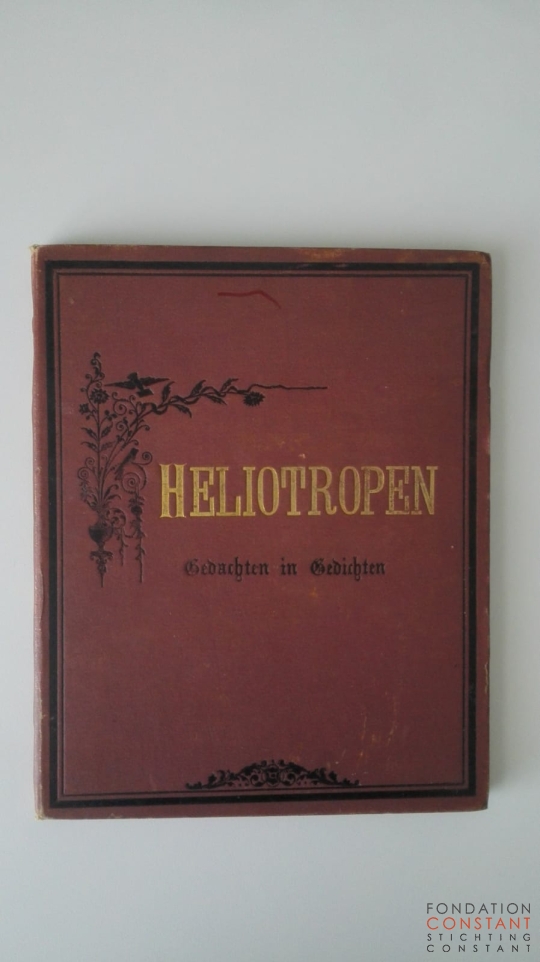 HELIOTROPEN
Gedachten in Gedichten
FONDATION
CONSTANT
STICHTING
CONSTANT